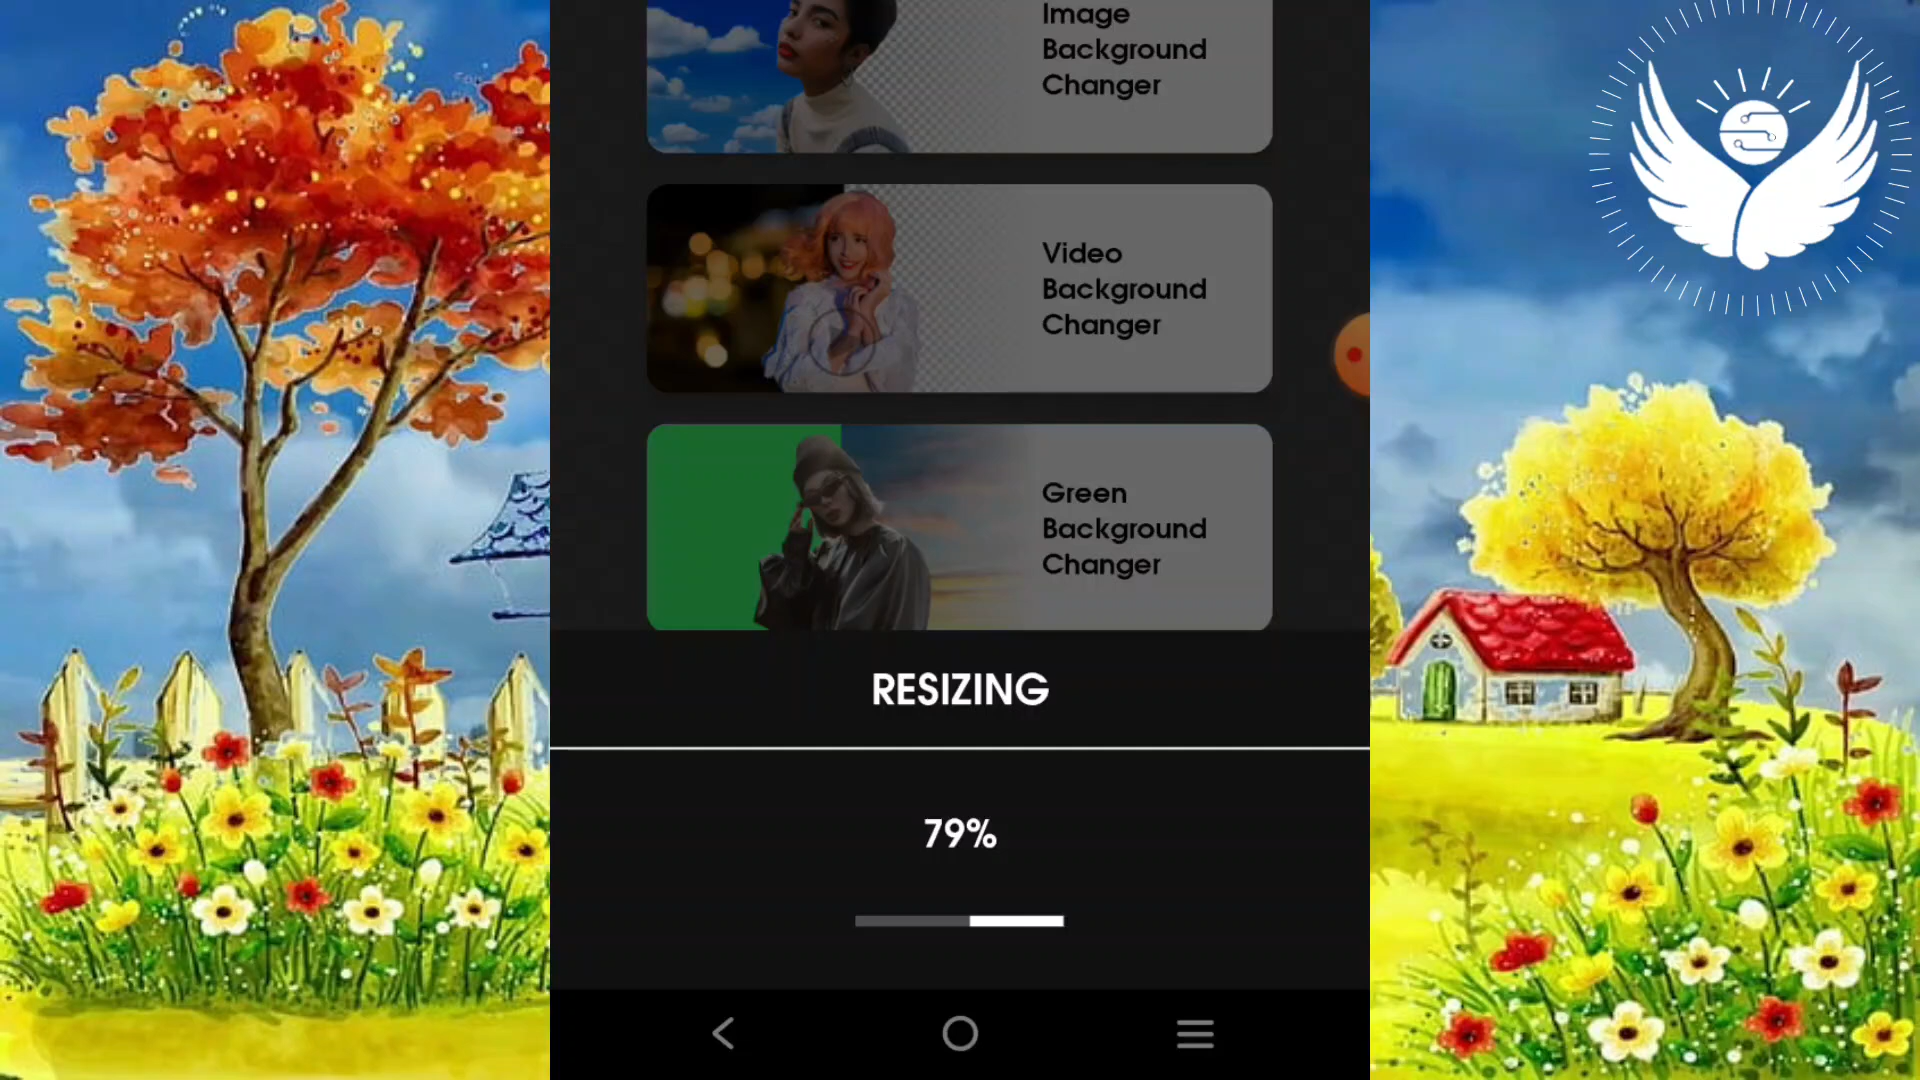 Image
Background
Changer
Video
Background
Changer
Green
Background
Changer
RESIZING
79%